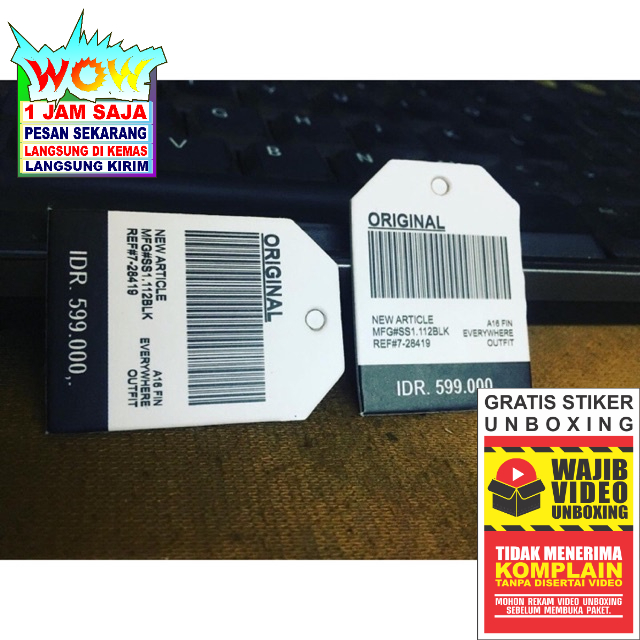 WOW
1 JAM SAJA
PESAN SEKARANG
LANGSUNG DI KEMAS
LANGSUNG KIRIM
ORIGINAL
NEW ARTICLE
MFG#SS1.112BLK
REF#7-28419
A16 FIN
EVERYWHERE
OUTFIT
IDR. 599.000,.
ORIGINAL
NEW ARTICLE
MFG#SS1.112BLK
REF#7-28419
A16 FIN
EVERYWHERE
OUTFIT
IDR. 599.000
GRATIS STIKER
UNBOXING
WAJIB
VIDEO
UNBOXING
TIDAK MENERIMA
KOMPLAIN
TANPA DISERTAI VIDEO
MOHON REKAM VIDEO UNBOXING
SEBELUM MEMBUKA PAKET.
V
B
N